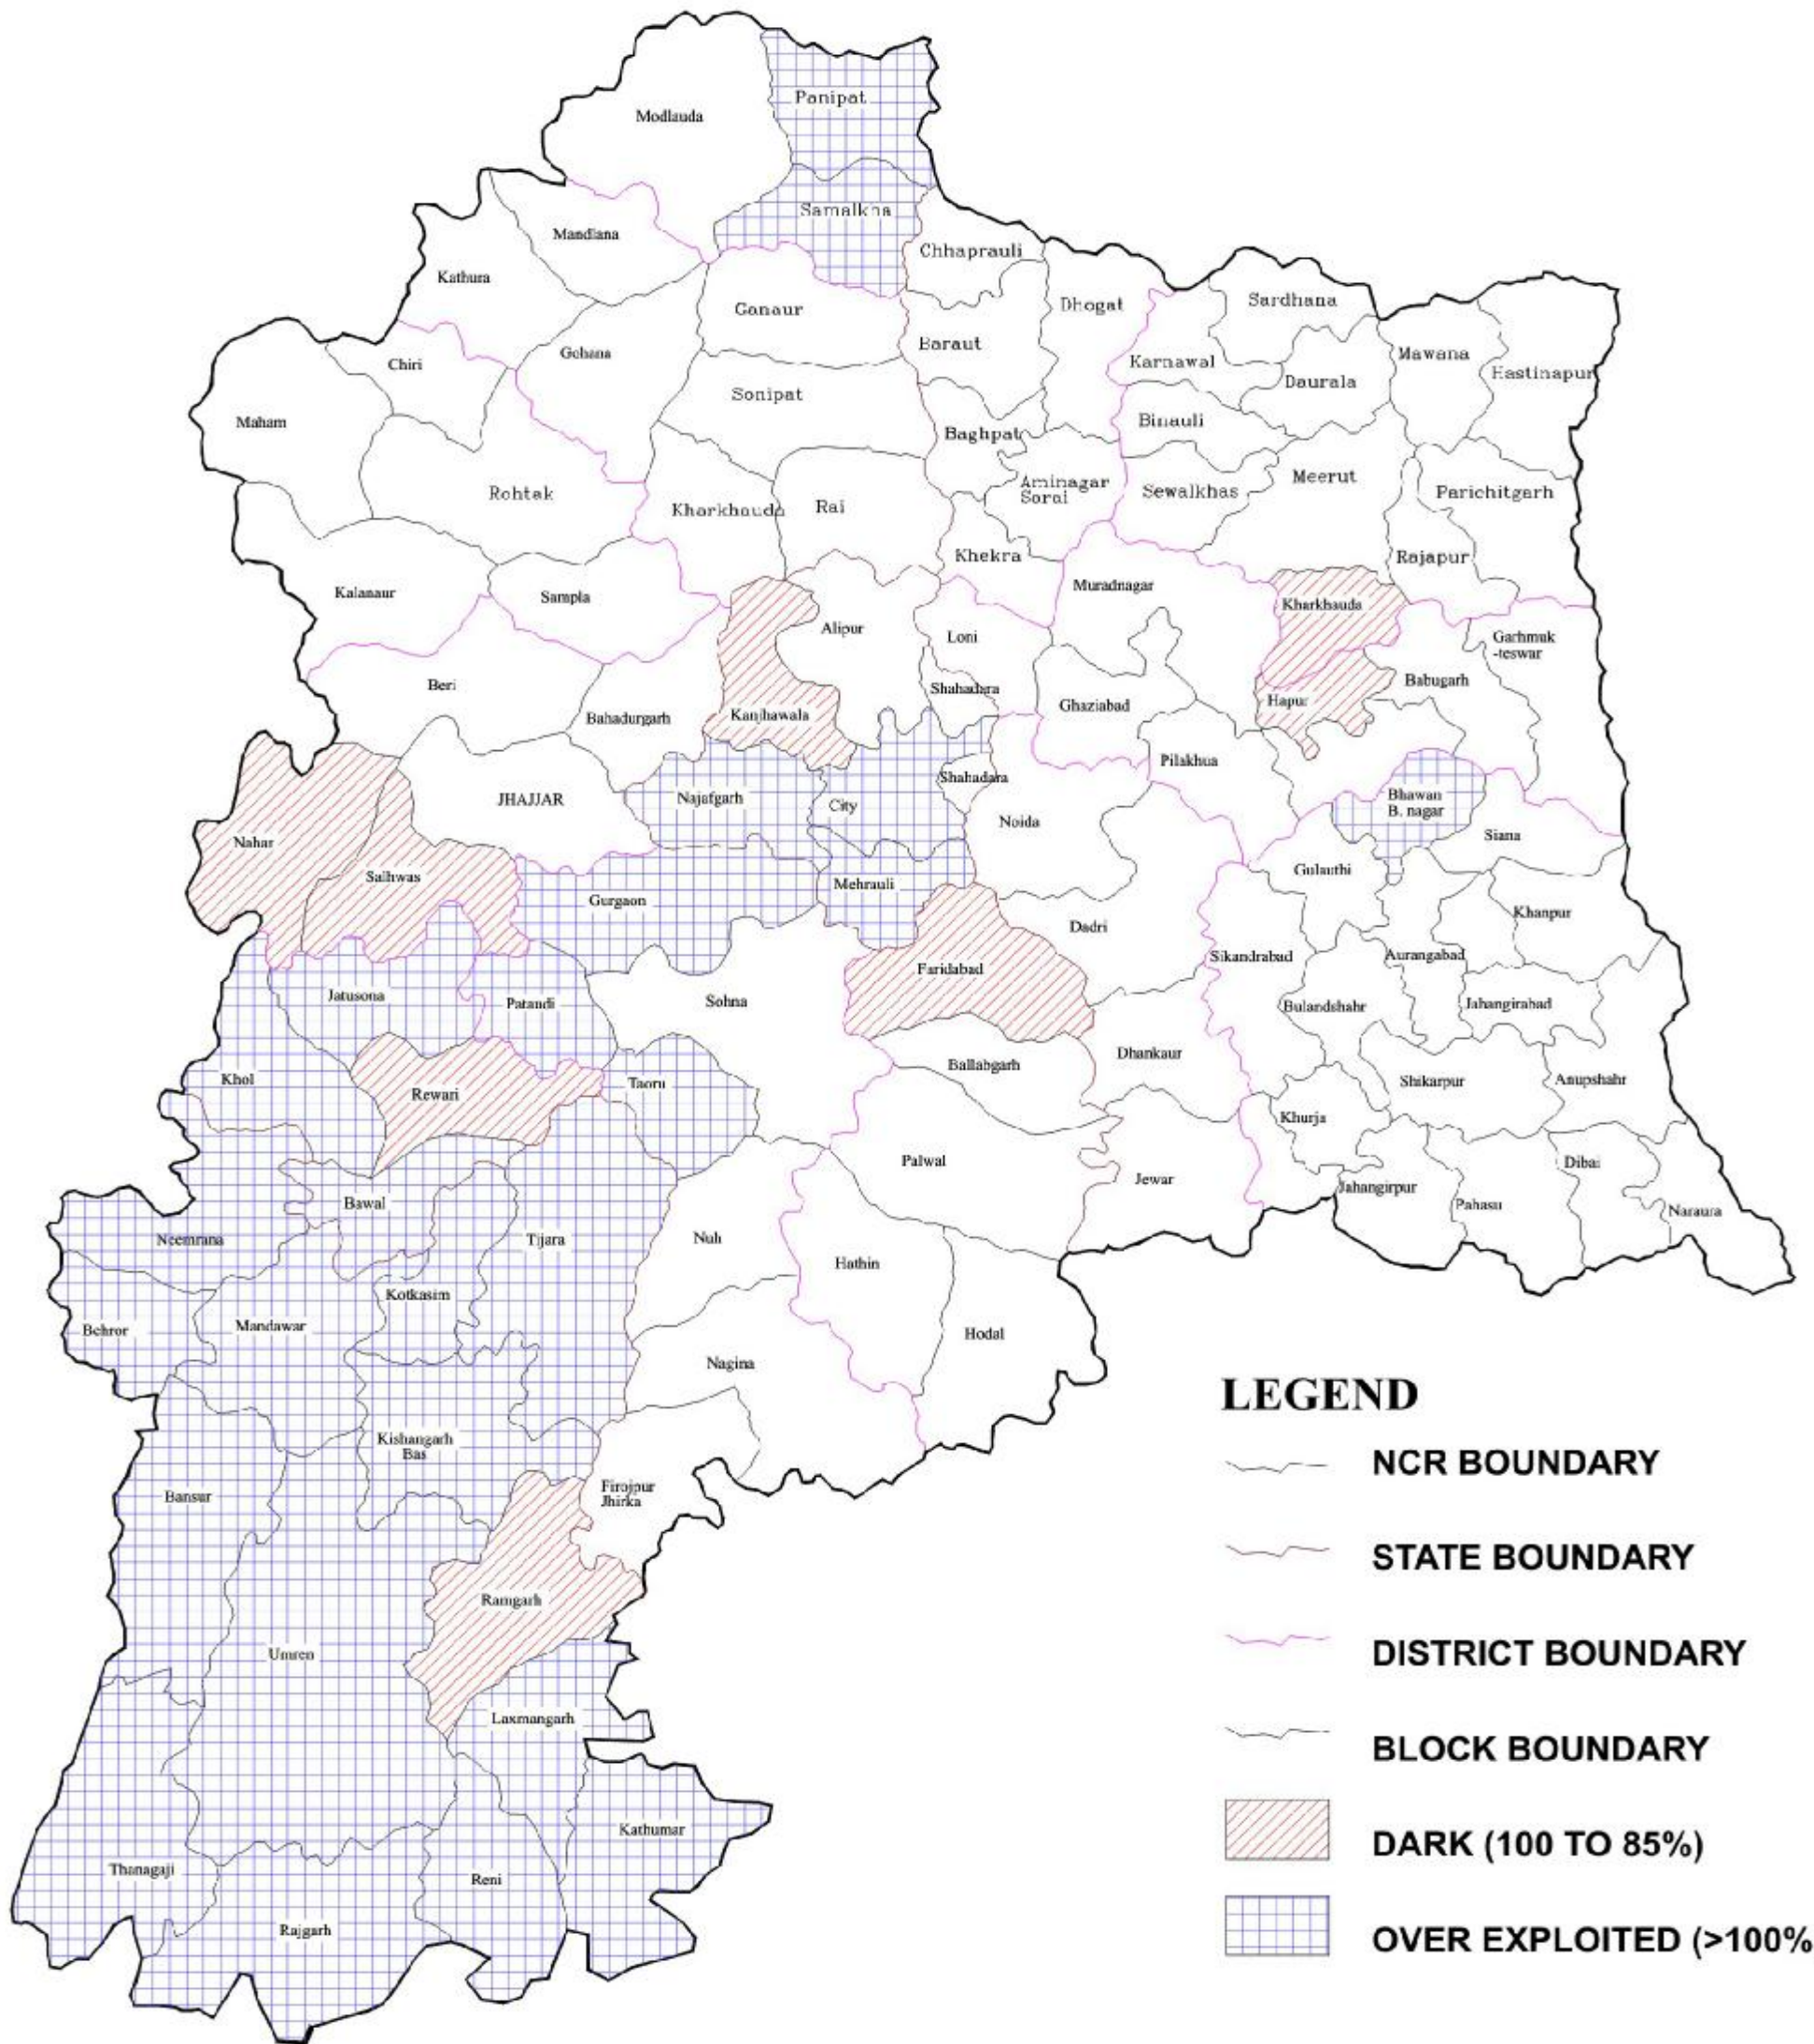 Modlauda
Panipat
Samalkha
Mandlana
Kathura
Chhaprauli
Ganaur
Dhogat
Sardhana
Gohana
Chiri
Baraut
Karnawal
Mawana
Daurala
Hastinapur
Sonipat
Maham
Binauli
Baghpat
Rohtak
Kharkhauda
Rai
Aminagar
Sarai
Sewalkhas
Meerut
Parichitgarh
Khekra
Rajapur
Kalanaur
Sampla
Muradnagar
Kharkhauda
Alipur
Loni
Garhmuk
-teswar
Beri
Bahadurgarh
Kanjhawala
Shahadara
Ghaziabad
Hapur
Babugarh
JHAJJAR
Najafgarh
City
Shahadara
Pilakhua
Noida
Bhawan
B. nagar
Siana
Nahar
Salhwas
Gurgaon
Mehrauli
Gulauthi
Khanpur
Dadri
Faridabad
Sikandrabad
Aurangabad
Jatusona
Patandi
Sohna
Bulandshahr
Jahangirabad
Khol
Rewari
Taoru
Ballabgarh
Dhankaur
Shikarpur
Anupshahr
Khurja
Palwal
Jewar
Jahangirpur
Dibai
Pahasu
Naraura
Bawal
Neemrana
Tijara
Nuh
Hathin
Kotkasim
Behror
Mandawar
Hodal
Nagina
Kishangarh
Bas
Bansur
Firojpur
Jhirka
Ramgarh
Umren
Laxmangarh
Kathumar
Thanagaji
Reni
Rajgarh
LEGEND
NCR BOUNDARY
STATE BOUNDARY
DISTRICT BOUNDARY
BLOCK BOUNDARY
DARK (100 TO 85%)
OVER EXPLOITED (>100%